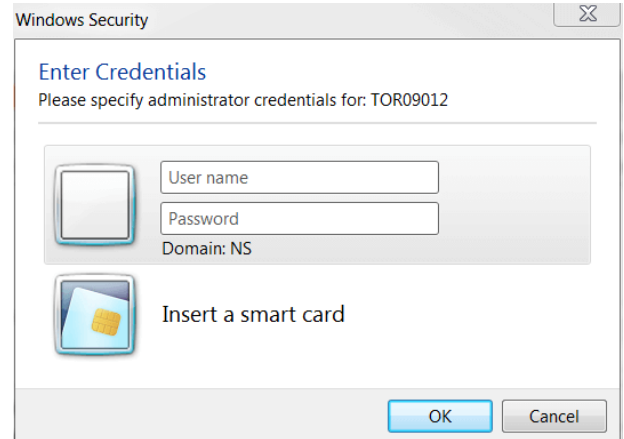 Windows Security
Enter Credentials
Please specify administrator credentials for: TOR09012
User name
Password
Domain: NS
Insert a smart card
OK
Cancel